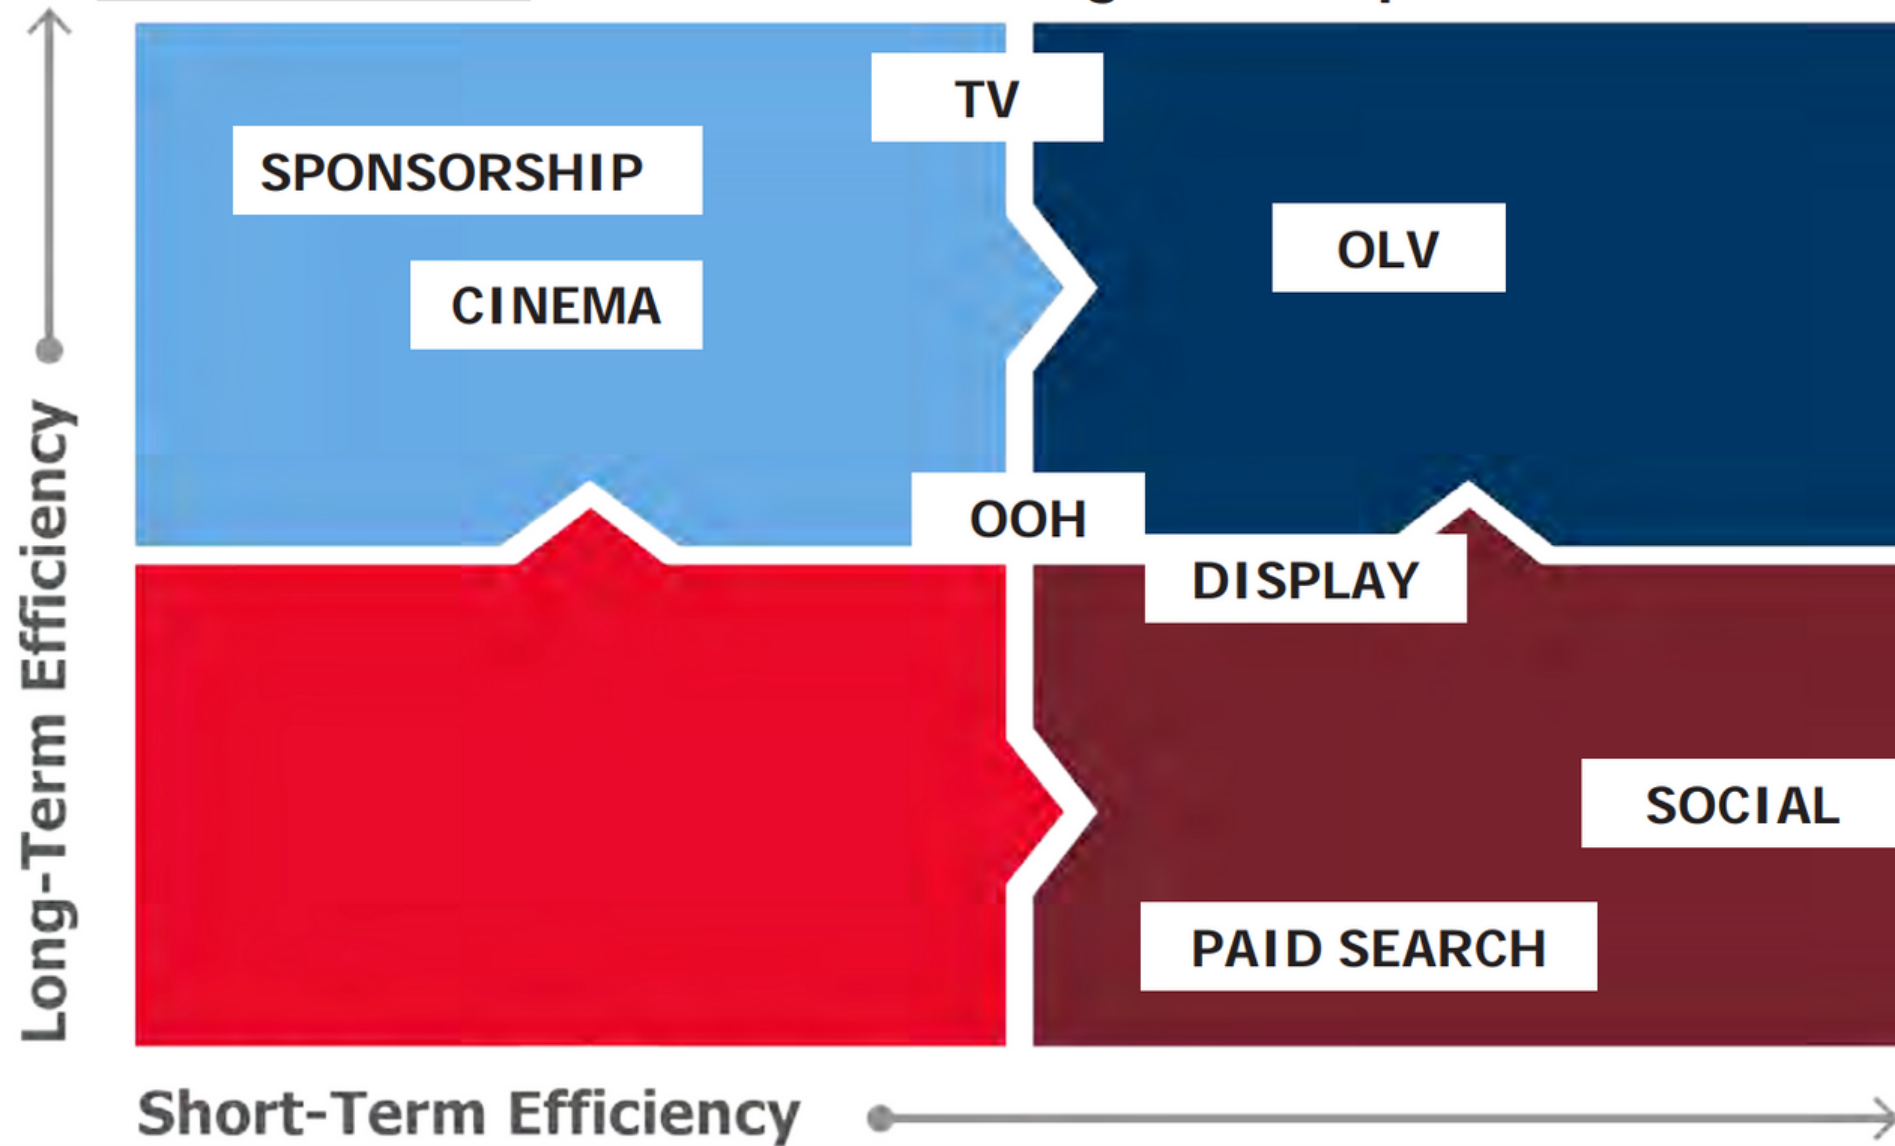 TV
SPONSORSHIP
OLV
CINEMA
OOH
DISPLAY
SOCIAL
PAID SEARCH
Long-Term Efficiency
Short-Term Efficiency